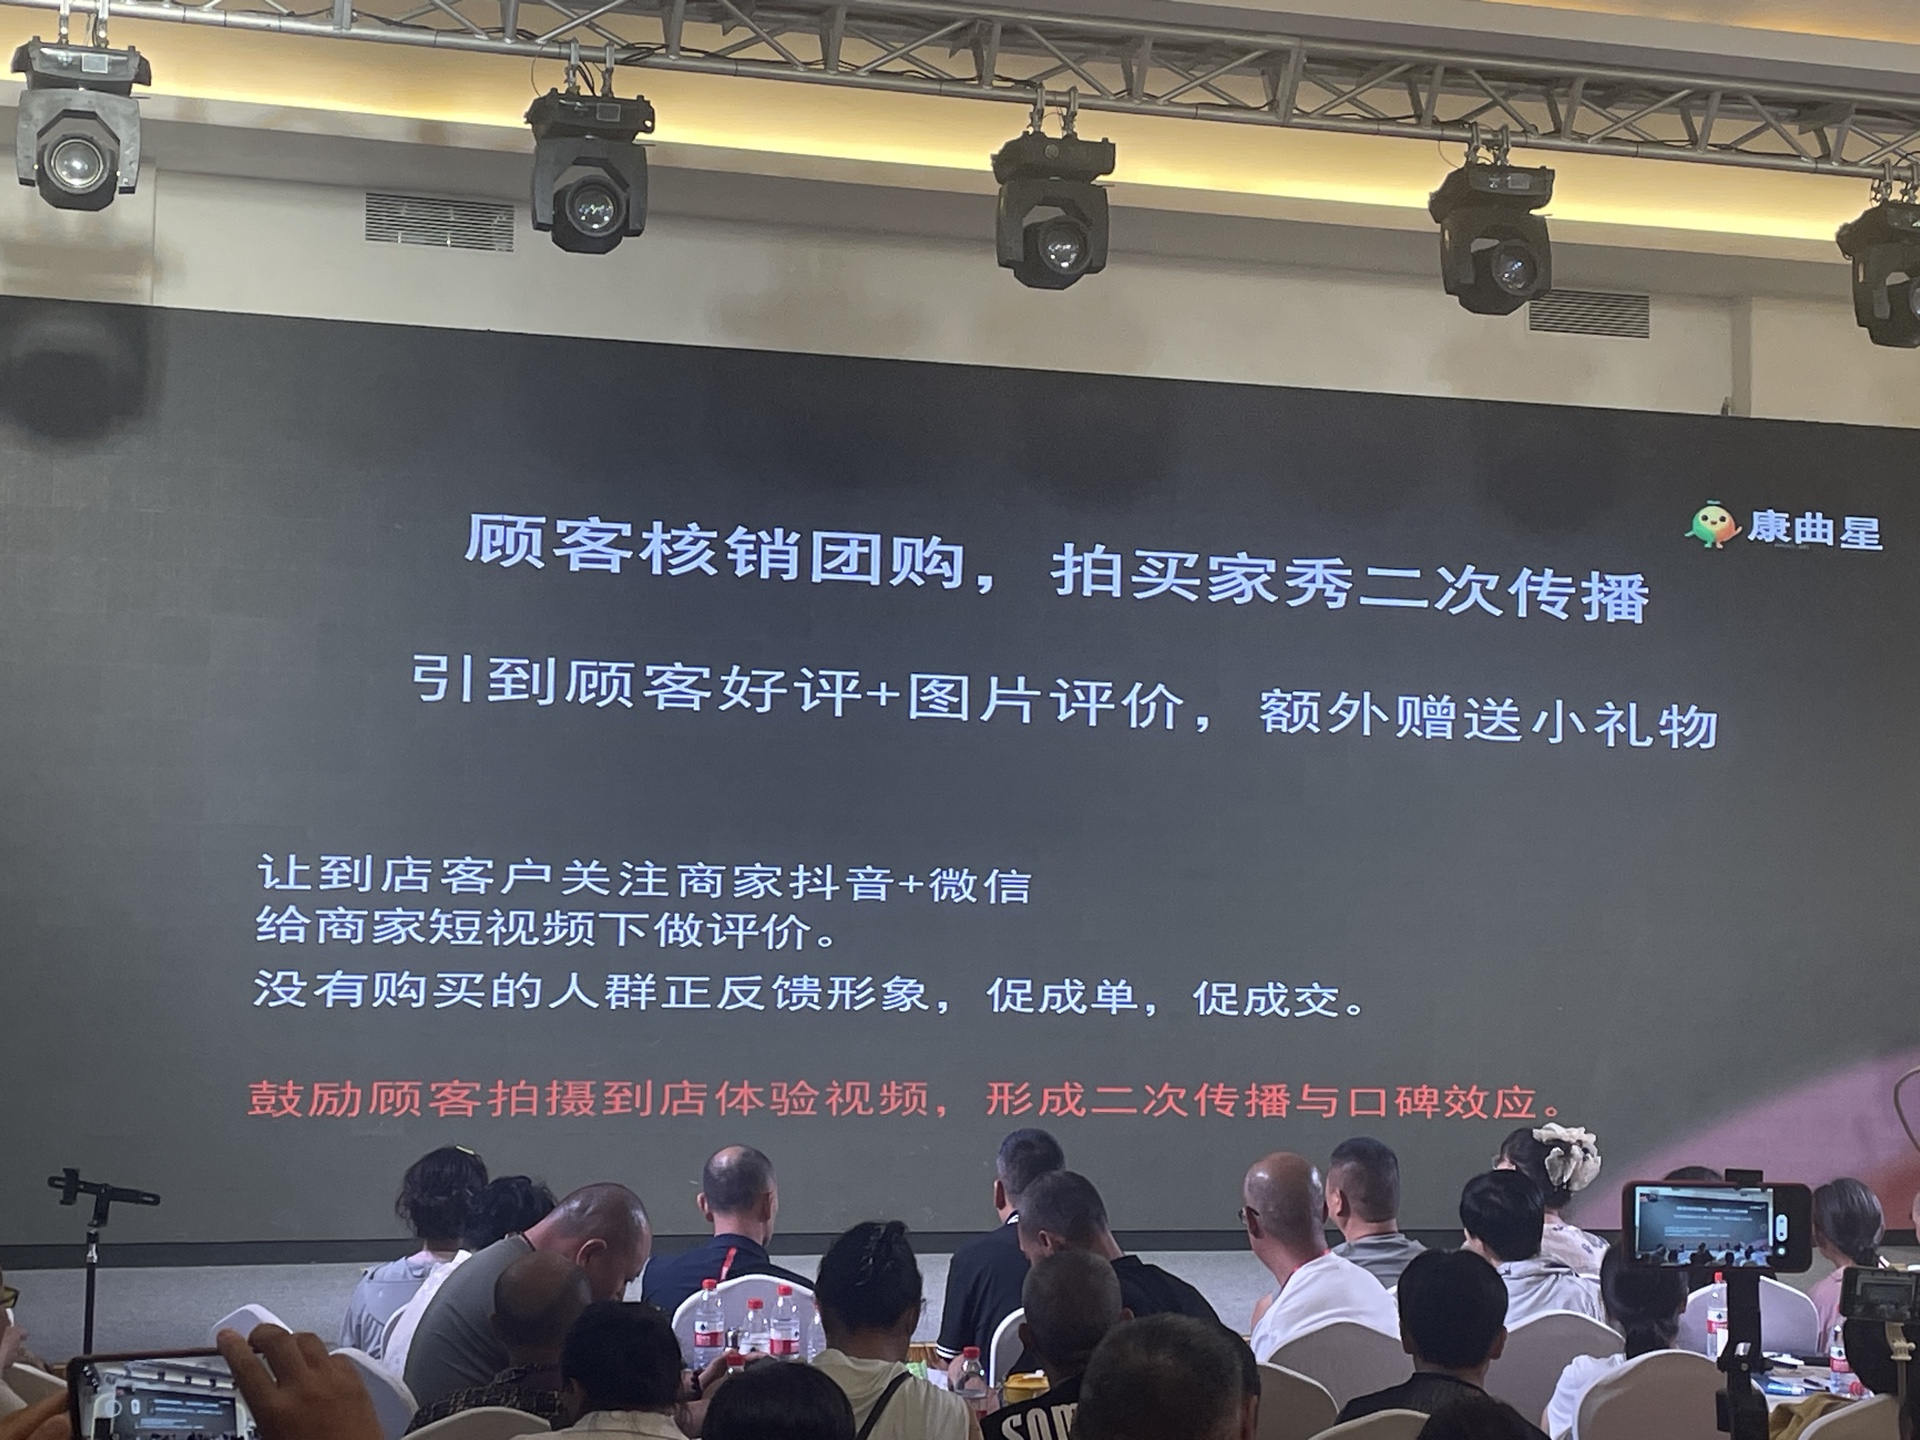 康曲星
顾客核销团购，拍买家秀二次传播
引到顾客好评+图片评价，额外赠送小礼物
让到店客户关注商家抖音+微信
给商家短视频下做评价。
没有购买的人群正反馈形象，促成单，促成交。
鼓励顾客拍摄到店体验视频，形成二次传播与口碑效应。